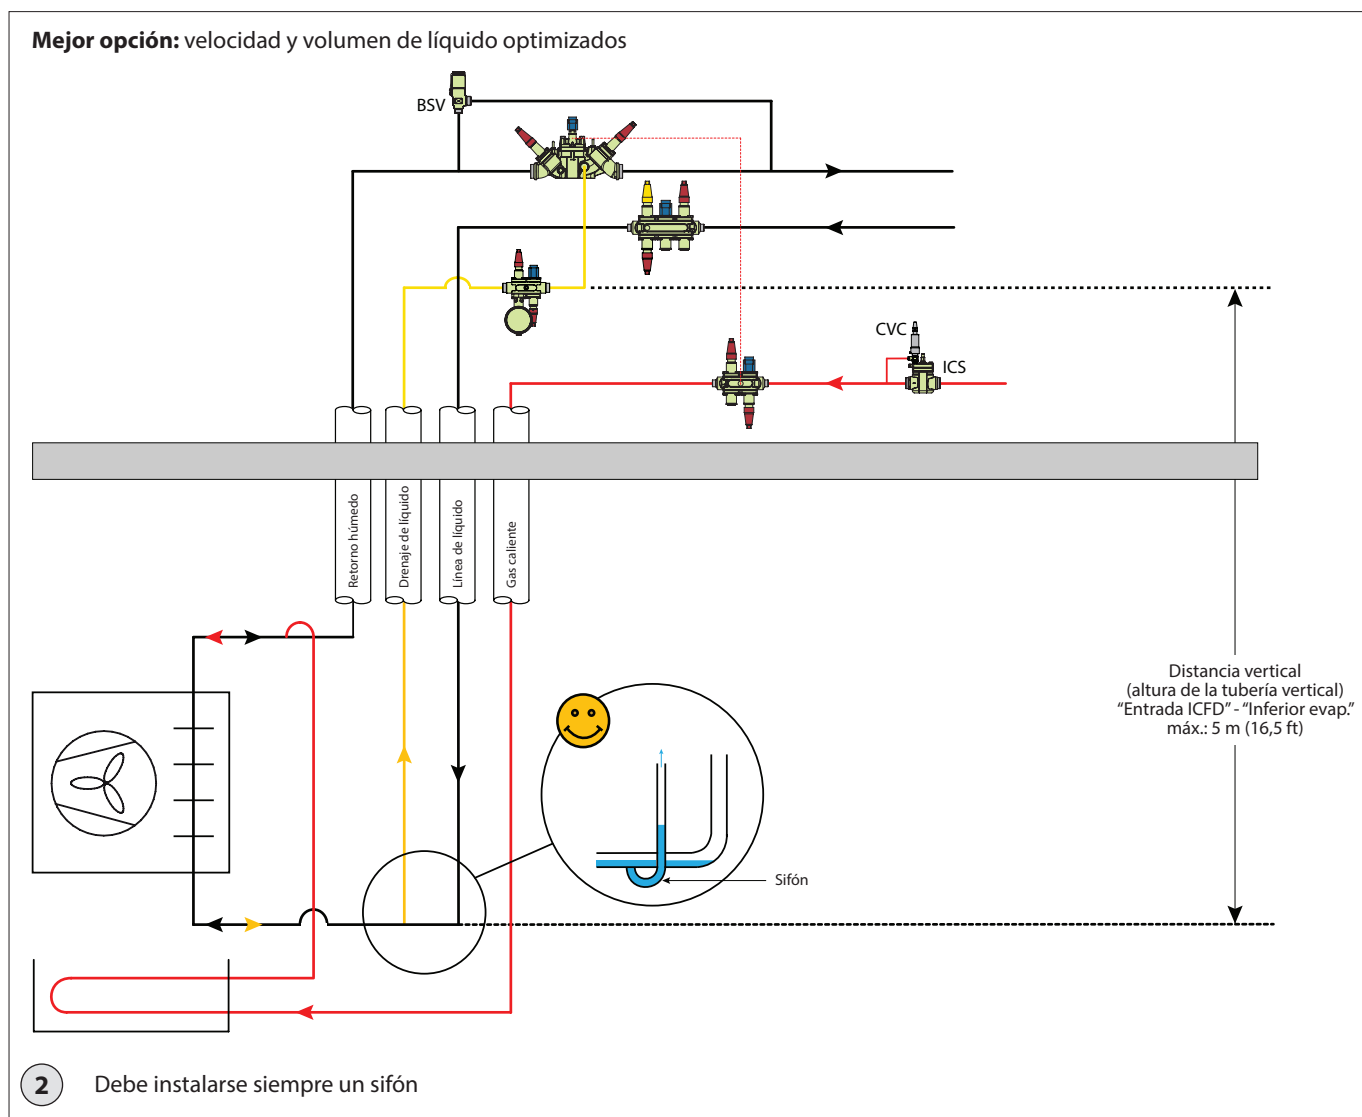 Mejor opción: velocidad y volumen de líquido optimizados
BSV
CVC
ICS
Retorno húmedo
Drenaje de líquido
Línea de líquido
Gas caliente
Distancia vertical
(altura de la tubería vertical)
“Entrada ICFD” - “Inferior evap.”
máx.: 5 m (16,5 ft)
Sifón
2 Debe instalarse siempre un sifón